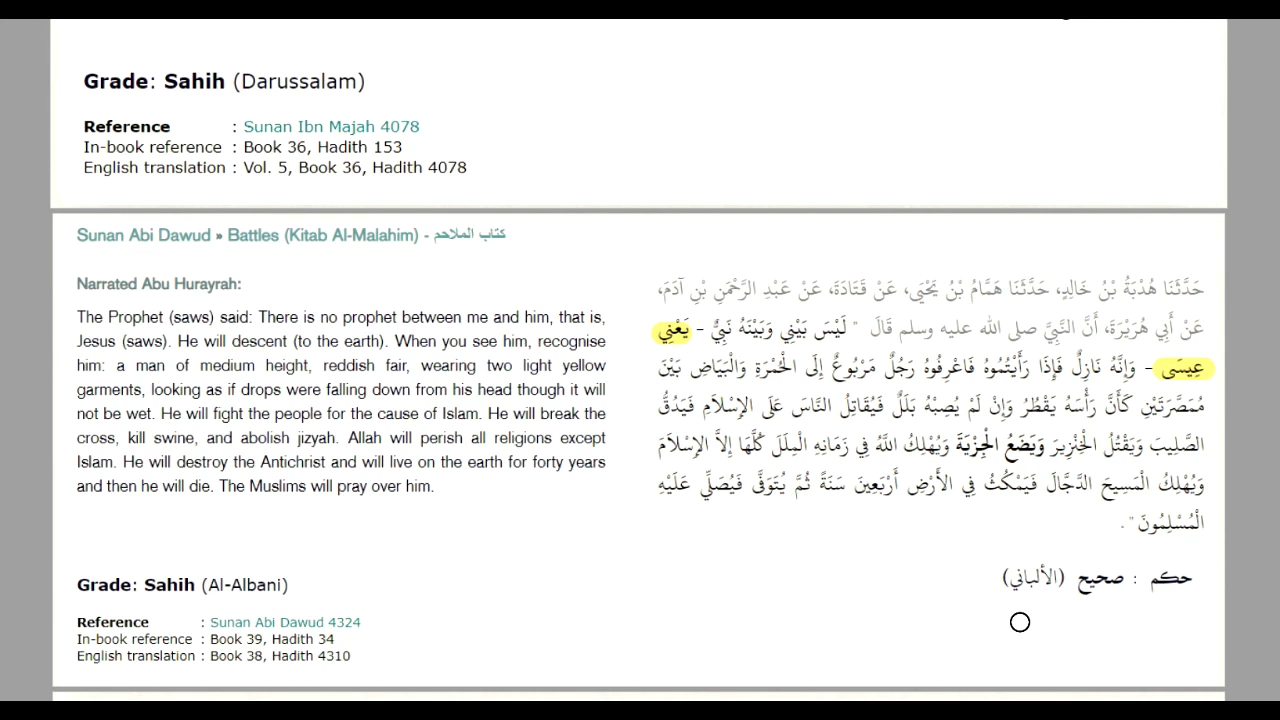 Grade: Sahih (Darussalam)
Reference : Sunan Ibn Majah 4078
In-book reference : Book 36, Hadith 153
English translation : Vol. 5, Book 36, Hadith 4078
Sunan Abi Dawud » Battles (Kitab Al-Malahim) - كتاب الملاحم
Narrated Abu Hurayrah:
The Prophet (saws) said: There is no prophet between me and him, that is,
Jesus (saws). He will descent (to the earth). When you see him, recognise
him: a man of medium height, reddish fair, wearing two light yellow
garments, looking as if drops were falling down from his head though it will
not be wet. He will fight the people for the cause of Islam. He will break the
cross, kill swine, and abolish jizyah. Allah will perish all religions except
Islam. He will destroy the Antichrist and will live on the earth for forty years
and then he will die. The Muslims will pray over him.
حَدَّثَنَا هُدْبَةُ بْنُ خَالِدٍ، حَدَّثَنَا هَمَّامُ بْنُ يَحْيَى، عَنْ قَتَادَةَ، عَنْ عَبْدِ الرَّحْمَنِ بْنِ آدَمَ،
عَنْ أَبِي هُرَيْرَةَ، أَنَّ النَّبِيَّ صلى الله عليه وسلم قَالَ " لَيْسَ بَيْنِي وَبَيْنَهُ نَبِيٌّ - يَعْنِي
عِيسَى - وَإِنَّهُ نَازِلٌ فَإِذَا رَأَيْتُمُوهُ فَاعْرِفُوهُ رَجُلٌ مَرْبُوعٌ إِلَى الْحُمْرَةِ وَالْبَيَاضِ بَيْنَ
مُمَصَّرَتَيْنِ كَأَنَّ رَأْسَهُ يَقْطُرُ وَإِنْ لَمْ يُصِبْهُ بَلَلٌ فَيُقَاتِلُ النَّاسَ عَلَى الإِسْلاَمِ فَيَدُقُّ
الصَّلِيبَ وَيَقْتُلُ الْخِنْزِيرَ وَيَضَعُ الْجِزْيَةَ وَيُهْلِكُ اللَّهُ فِي زَمَانِهِ الْمِلَلَ كُلَّهَا إِلاَّ الإِسْلاَمَ
وَيُهْلِكُ الْمَسِيحَ الدَّجَّالَ فَيَمْكُثُ فِي الأَرْضِ أَرْبَعِينَ سَنَةً ثُمَّ يُتَوَفَّى فَيُصَلِّي عَلَيْهِ
الْمُسْلِمُونَ " .
Grade: Sahih (Al-Albani)
حكم : صحيح (الألباني)
Reference : Sunan Abi Dawud 4324
In-book reference : Book 39, Hadith 34
English translation : Book 38, Hadith 4310